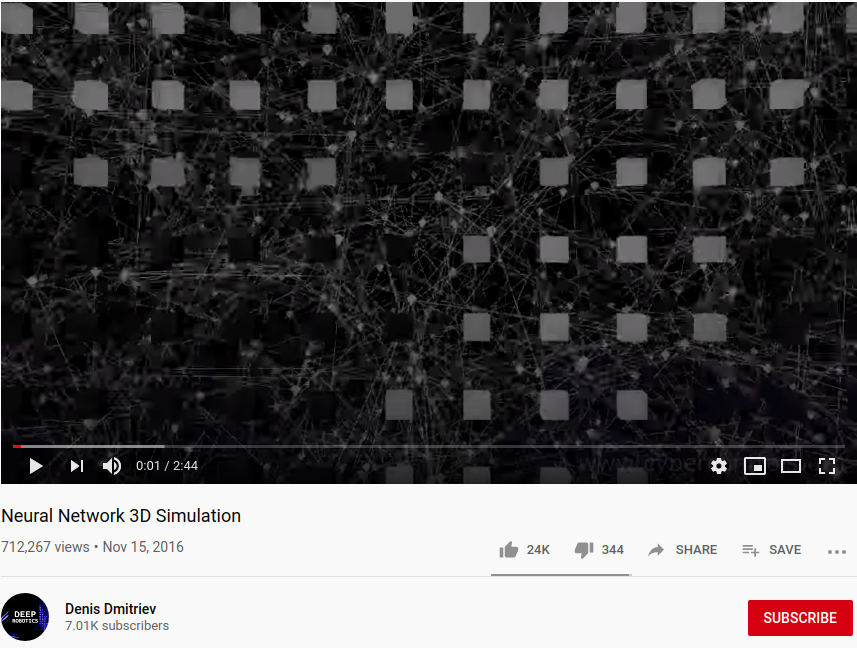 0:01 / 2:44
Neural Network 3D Simulation
712,267 views • Nov 15, 2016
24K 344 SHARE SAVE
DEEP
ROBOTICS
Denis Dmitriev
7.01K subscribers
SUBSCRIBE